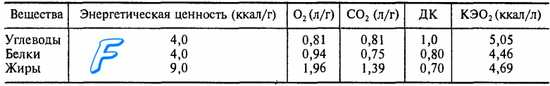 Вещества Энергетическая ценность (ккал/г) O₂ (л/г) CO₂ (л/г) ДК КЭО₂ (ккал/л)
Углеводы 4,0 0,81 0,81 1,0 5,05
Белки 4,0 0,94 0,75 0,80 4,46
Жиры 9,0 1,96 1,39 0,70 4,69
F